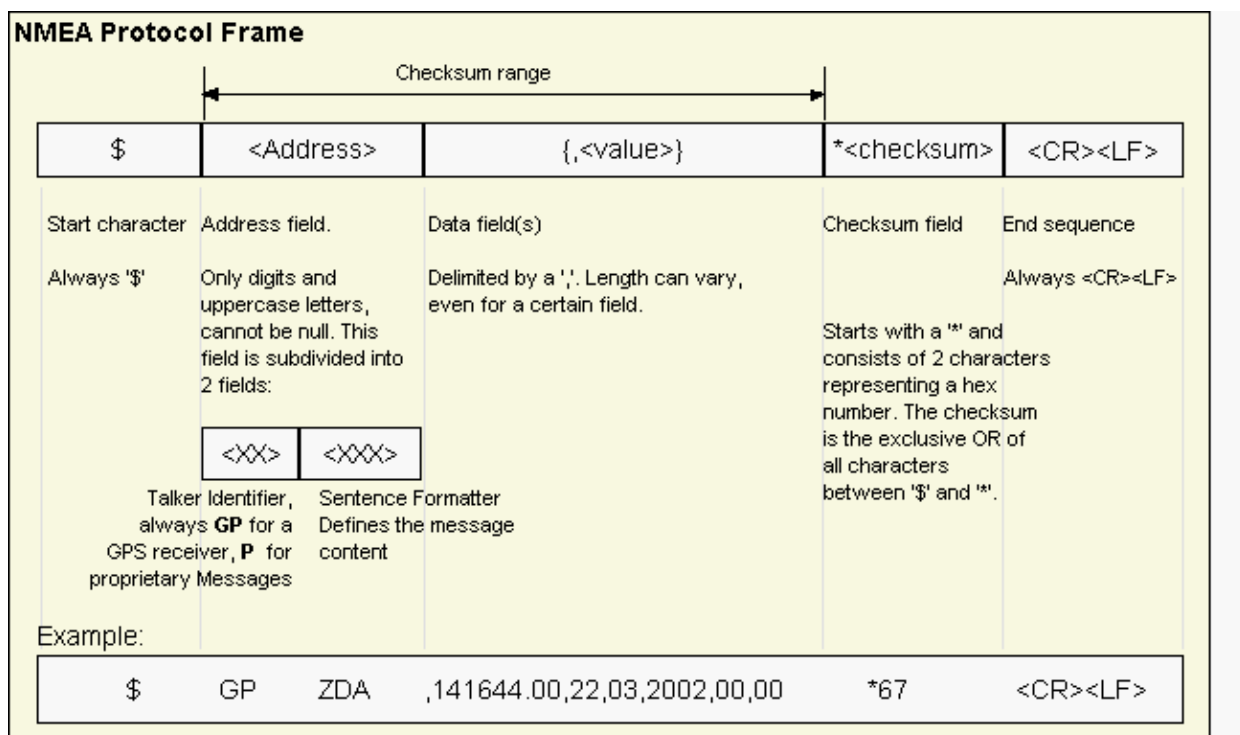 NMEA Protocol Frame
Checksum range
$ <Address> {,<value>} *<checksum> <CR><LF>
Start character
Always '$'
Address field.
Only digits and
uppercase letters,
cannot be null. This
field is subdivided into
2 fields:
<XX> <XXX>
Talker Identifier,
always GP for a
GPS receiver, P for
proprietary Messages
Sentence Formatter
Defines the message
content
Data field(s)
Delimited by a ','. Length can vary,
even for a certain field.
Checksum field
Starts with a '*' and
consists of 2 characters
representing a hex
number. The checksum
is the exclusive OR of
all characters
between '$' and '*'.
End sequence
Always <CR><LF>
Example:
$ GP ZDA ,141644.00,22,03,2002,00,00 *67 <CR><LF>